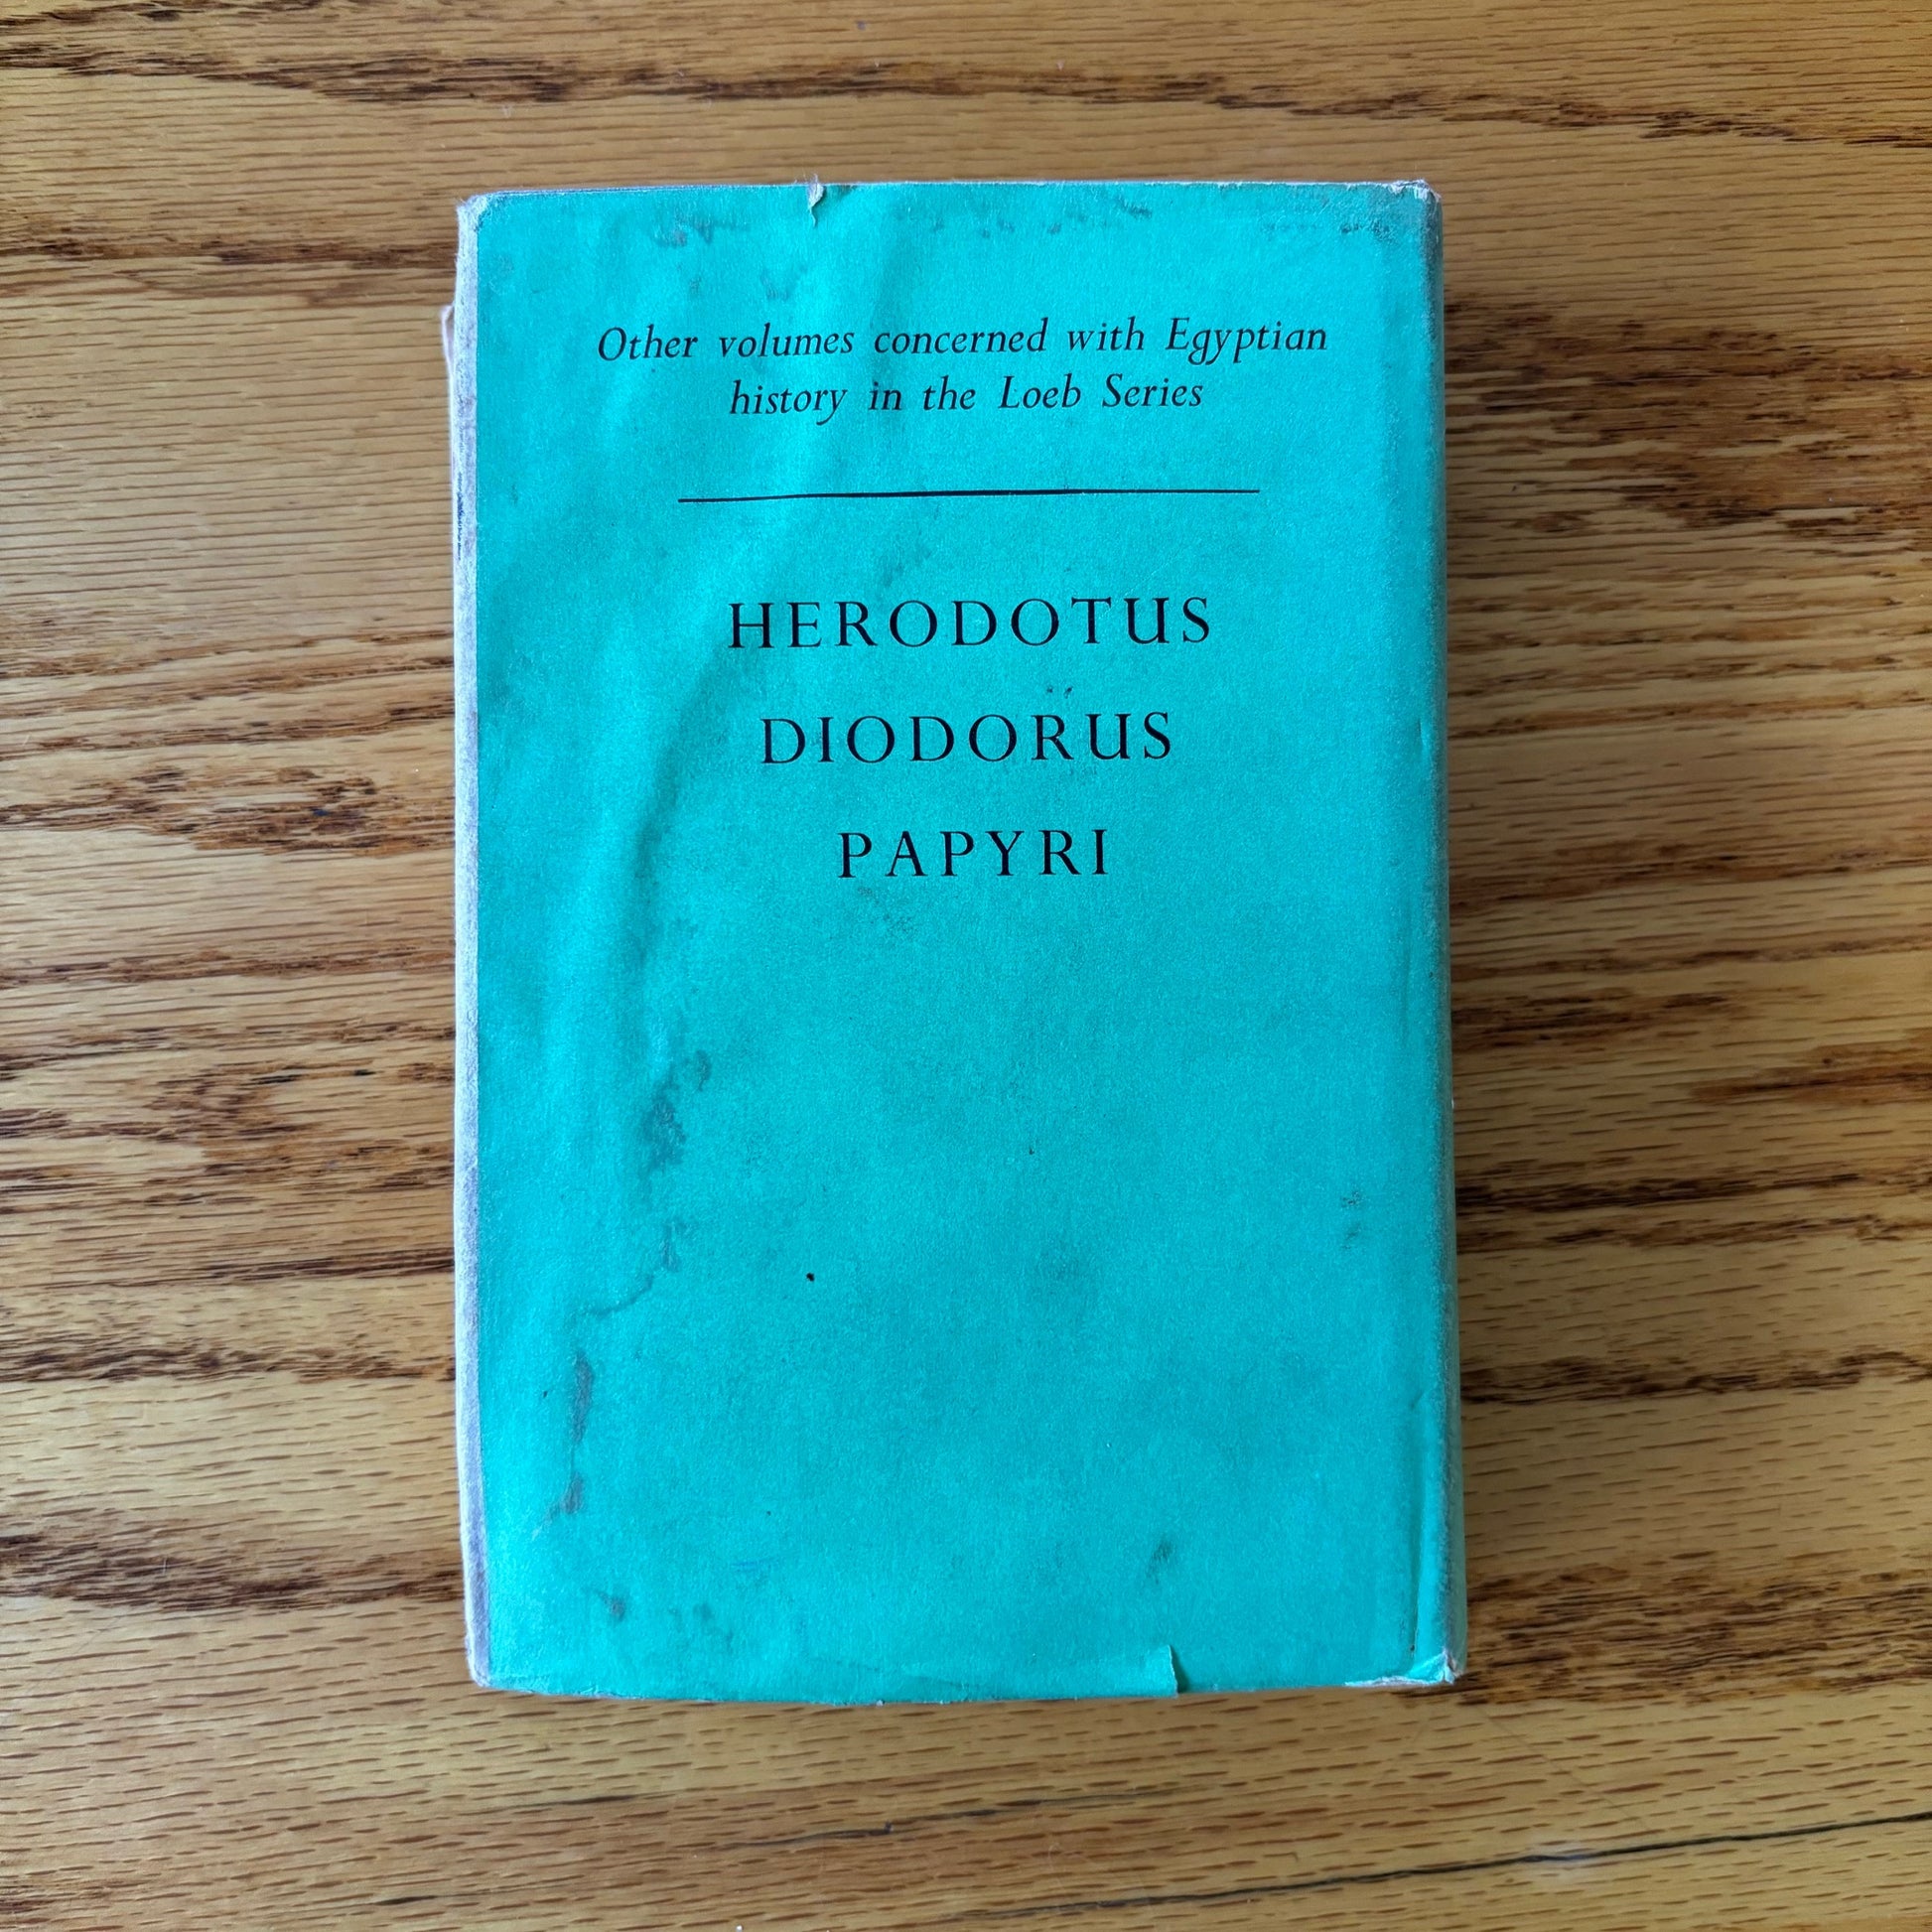 Other volumes concerned with Egyptian
history in the Loeb Series
HERODOTUS
DIODORUS
PAPYRI